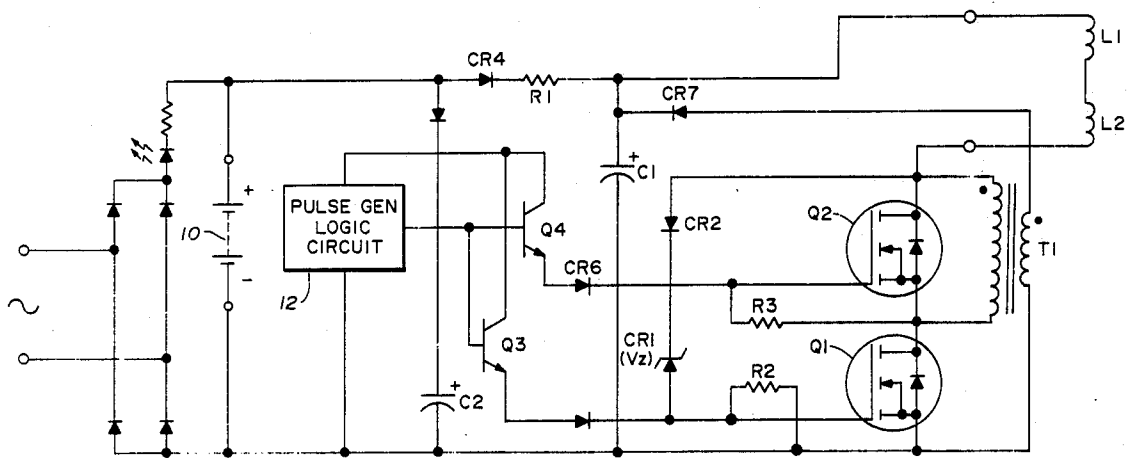 L1
CR4
R1
CR7
L2
+
C1
+
10
-
PULSE GEN
LOGIC
CIRCUIT
12
Q4
CR2
Q2
T1
CR6
R3
Q3
CR1
(Vz)
R2
Q1
+
C2